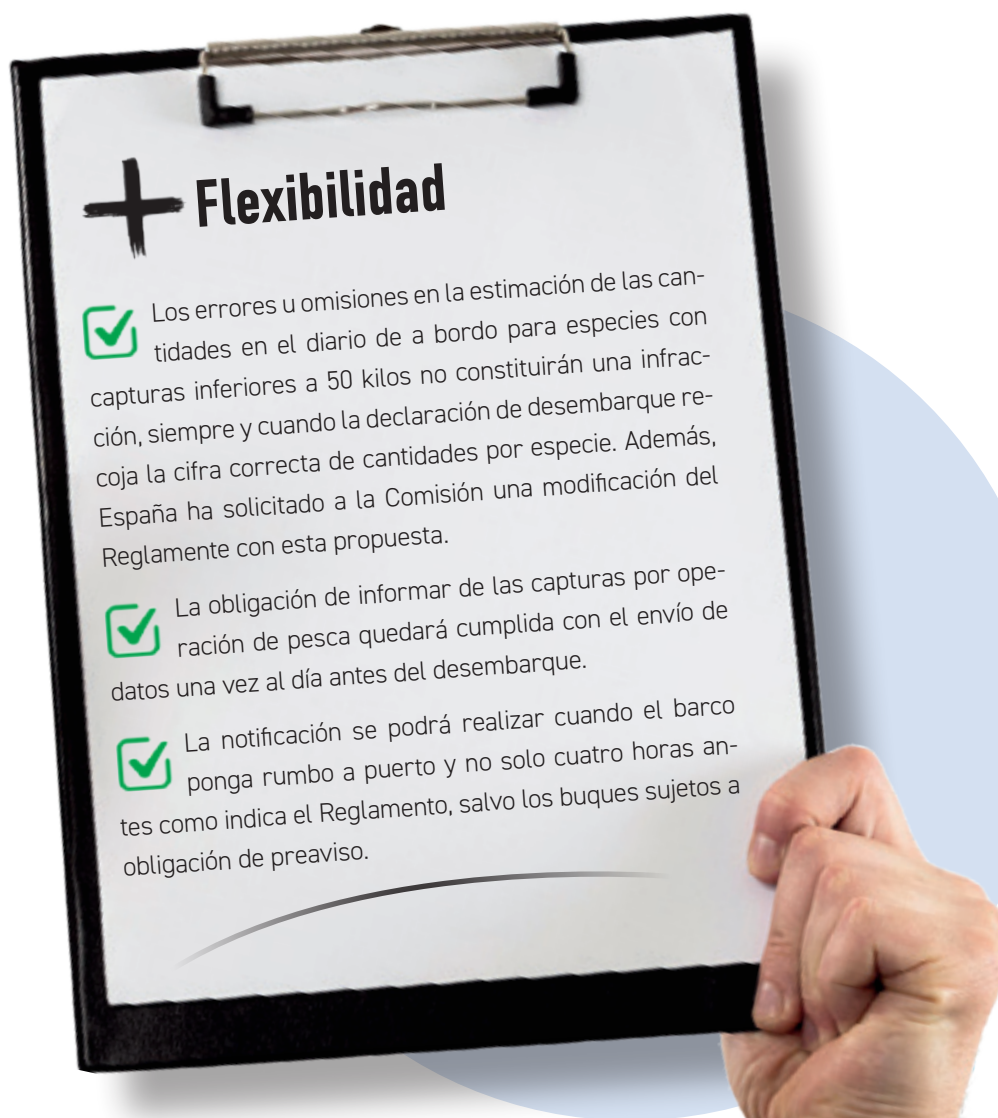 + Flexibilidad
Los errores u omisiones en la estimación de las can-
tidades en el diario de a bordo para especies con
capturas inferiores a 50 kilos no constituirán una infrac-
ción, siempre y cuando la declaración de desembarque re-
coja la cifra correcta de cantidades por especie. Además,
España ha solicitado a la Comisión una modificación del
Reglamente con esta propuesta.
La obligación de informar de las capturas por ope-
ración de pesca quedará cumplida con el envío de
datos una vez al día antes del desembarque.
La notificación se podrá realizar cuando el barco
ponga rumbo a puerto y no solo cuatro horas an-
tes como indica el Reglamento, salvo los buques sujetos a
obligación de preaviso.